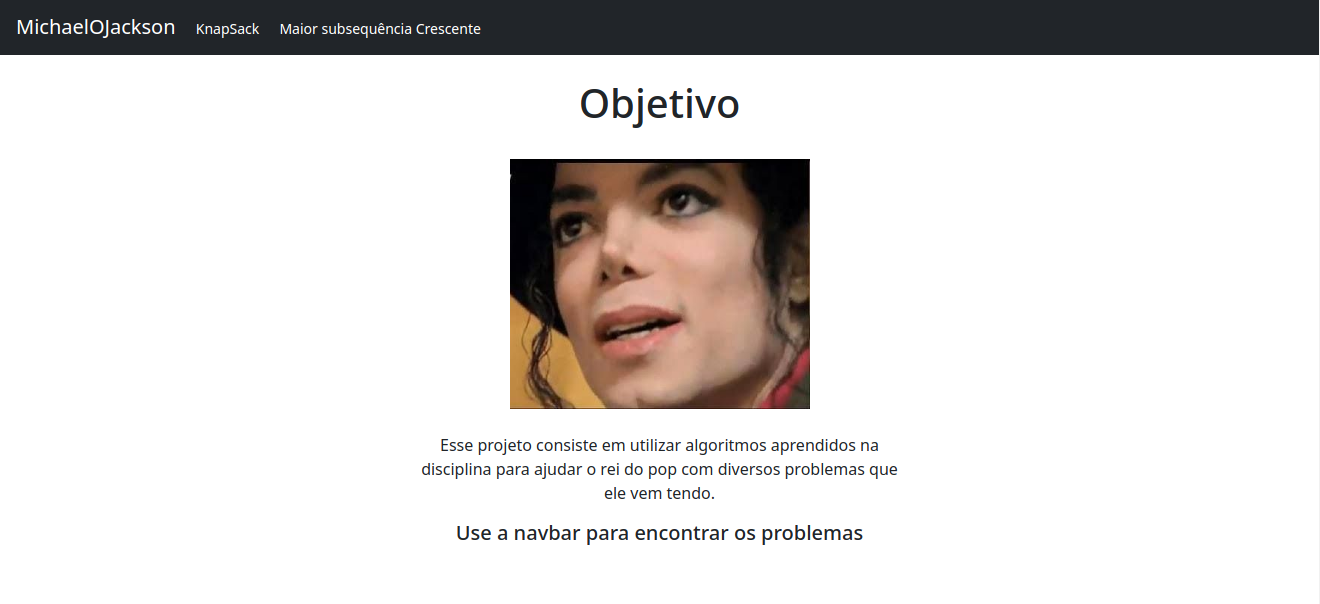 MichaelOJackson KnapSack Maior subsequência Crescente
Objetivo
Esse projeto consiste em utilizar algoritmos aprendidos na
disciplina para ajudar o rei do pop com diversos problemas que
ele vem tendo.
Use a navbar para encontrar os problemas